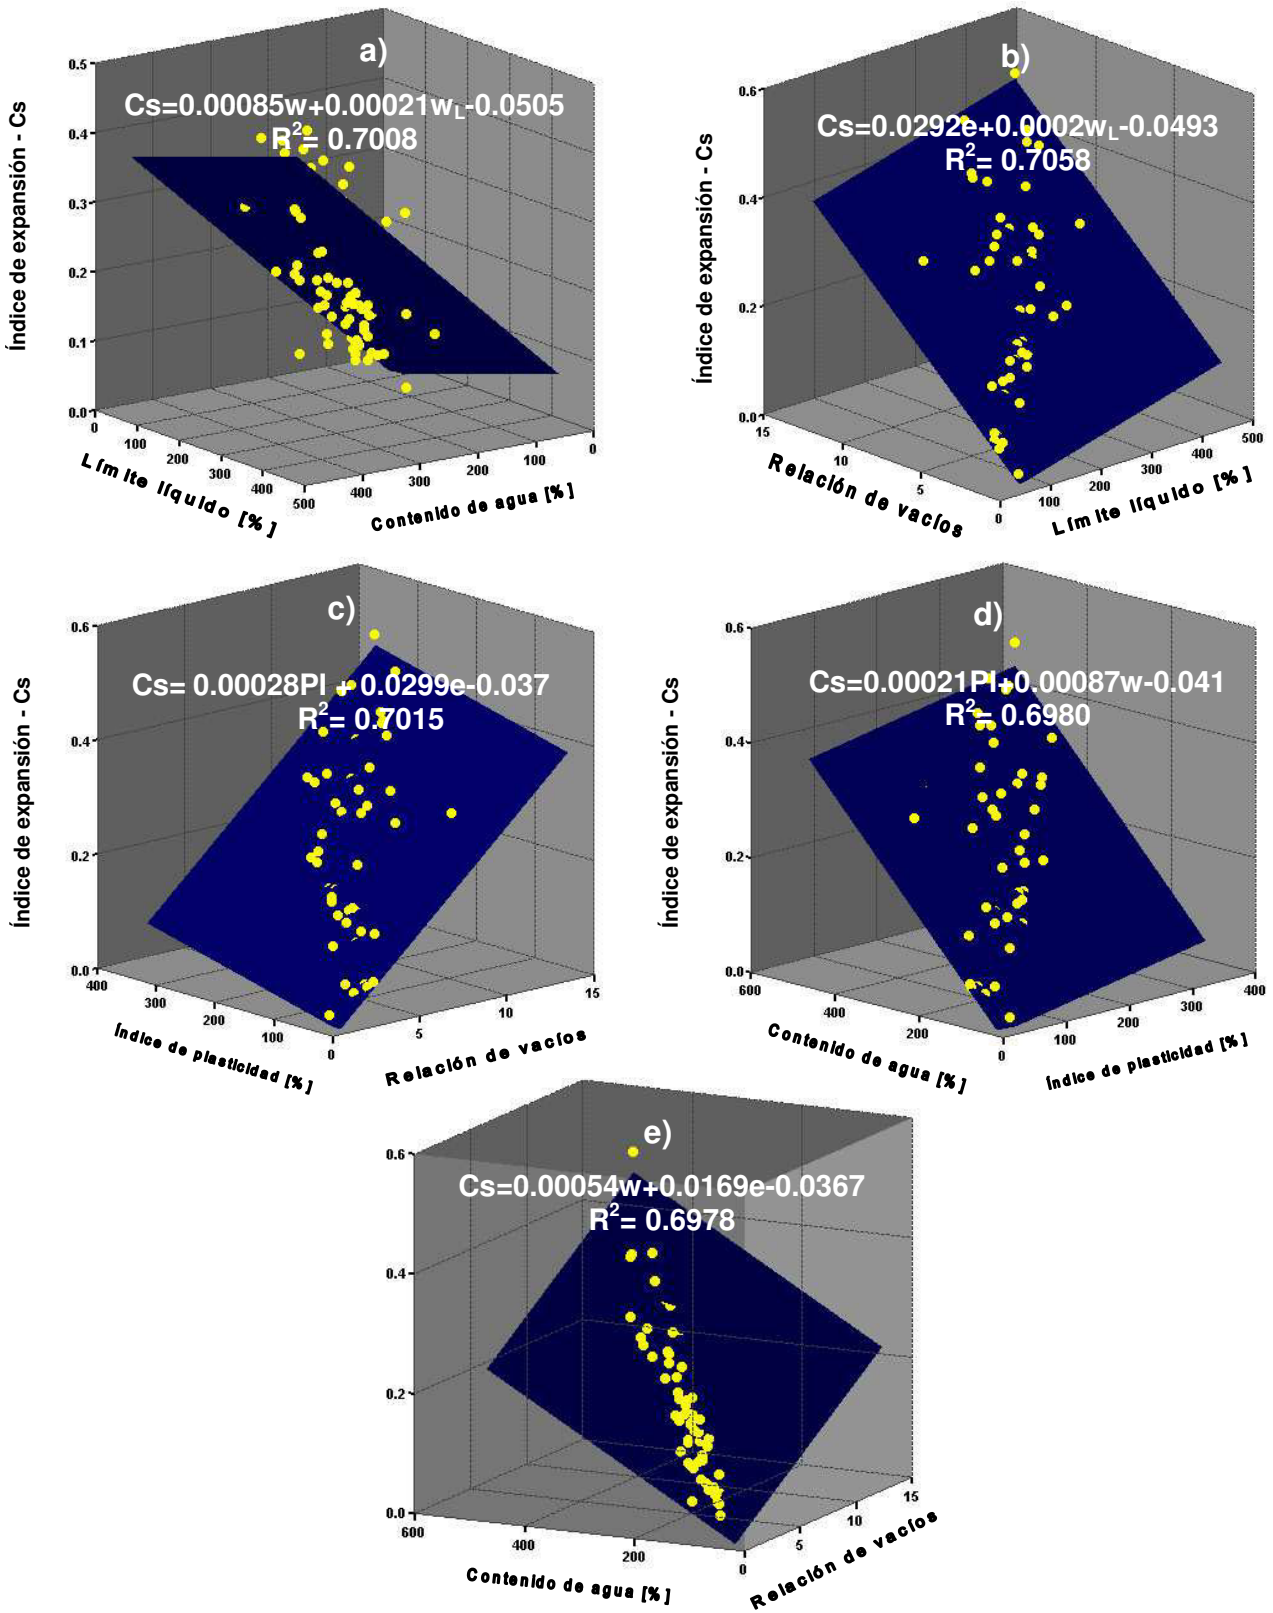 a)
Cs=0.00085w+0.00021wL-0.0505
R2= 0.7008
Índice de expansión - Cs
0.5
0.4
0.3
0.2
0.1
0.0
0
100
200
300
400
500
Límite líquido [%]
400
300
200
100
0
Contenido de agua [%]
b)
Cs=0.0292e+0.0002wL-0.0493
R2= 0.7058
Índice de expansión - Cs
0.6
0.4
0.2
0.0
15
10
5
0
Relación de vacíos
100
200
300
400
500
Límite líquido [%]
c)
Cs= 0.00028PI + 0.0299e-0.037
R2= 0.7015
Índice de expansión - Cs
0.6
0.4
0.2
0.0
400
300
200
100
0
Índice de plasticidad [%]
5
10
15
Relación de vacíos
d)
Cs=0.00021PI+0.00087w-0.041
R2= 0.6980
Índice de expansión - Cs
0.6
0.4
0.2
0.0
600
400
200
0
Contenido de agua [%]
100
200
300
400
Índice de plasticidad [%]
e)
Cs=0.00054w+0.0169e-0.0367
R2= 0.6978
0.6
0.4
0.2
0.0
600
400
200
0
Contenido de agua [%]
5
10
15
Relación de vacíos